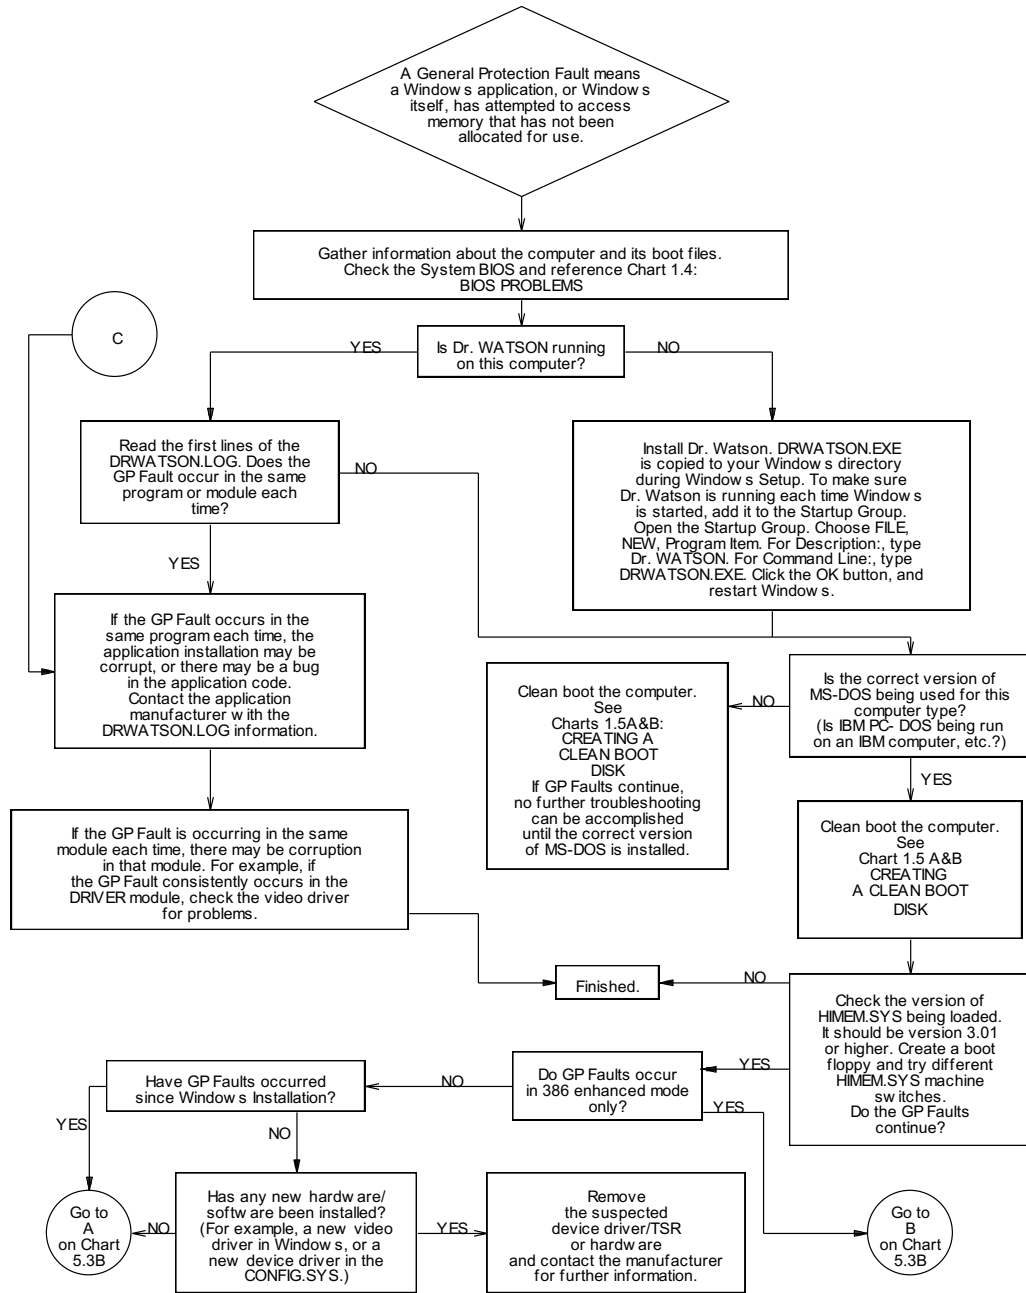 A General Protection Fault means
a Windows application, or Windows
itself, has attempted to access
memory that has not been
allocated for use.
Gather information about the computer and its boot files.
Check the System BIOS and reference Chart 1.4:
BIOS PROBLEMS
C
YES
Is Dr. WATSON running
on this computer?
NO
Read the first lines of the
DRWATSON.LOG. Does the
GP Fault occur in the same
program or module each
time?
NO
YES
Install Dr. Watson. DRWATSON.EXE
is copied to your Windows directory
during Windows Setup. To make sure
Dr. Watson is running each time Windows
is started, add it to the Startup Group.
Open the Startup Group. Choose FILE,
NEW, Program Item. For Description:, type
Dr. WATSON. For Command Line:, type
DRWATSON.EXE. Click the OK button, and
restart Windows.
If the GP Fault occurs in the
same program each time, the
application installation may be
corrupt, or there may be a bug
in the application code.
Contact the application
manufacturer with the
DRWATSON.LOG information.
Clean boot the computer.
See
Charts 1.5A&B:
CREATING A
CLEAN BOOT
DISK
If GP Faults continue,
no further troubleshooting
can be accomplished
until the correct version
of MS-DOS is installed.
NO
Is the correct version of
MS-DOS being used for this
computer type?
(Is IBM PC- DOS being run
on an IBM computer, etc.?)
YES
If the GP Fault is occurring in the same
module each time, there may be corruption
in that module. For example, if
the GP Fault consistently occurs in the
DRIVER module, check the video driver
for problems.
Clean boot the computer.
See
Chart 1.5 A&B
CREATING
A CLEAN BOOT
DISK
Finished.
NO
Check the version of
HIMEM.SYS being loaded.
It should be version 3.01
or higher. Create a boot
floppy and try different
HIMEM.SYS machine
switches.
Do the GP Faults
continue?
YES
Do GP Faults occur
in 386 enhanced mode
only?
NO
YES
Have GP Faults occurred
since Windows Installation?
YES
NO
Go to
A
on Chart
5.3B
NO
Has any new hardware/
software been installed?
(For example, a new video
driver in Windows, or a
new device driver in the
CONFIG.SYS.)
YES
Remove
the suspected
device driver/TSR
or hardware
and contact the manufacturer
for further information.
Go to
B
on Chart
5.3B